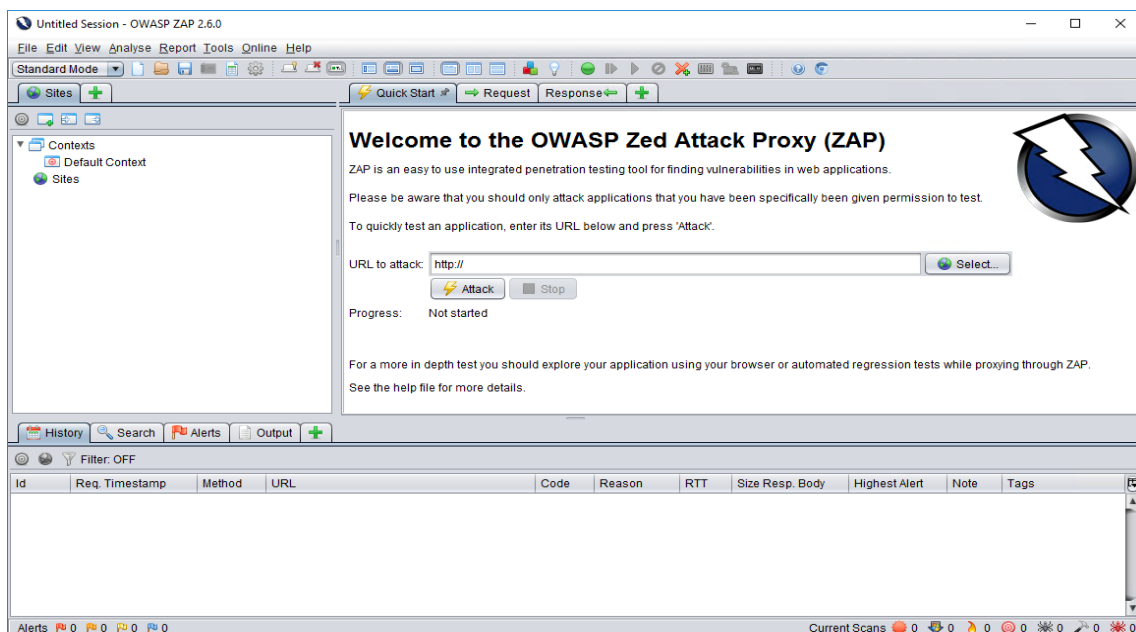 Untitled Session - OWASP ZAP 2.6.0
File Edit View Analyse Report Tools Online Help
Standard Mode
Sites
Quick Start Request Response
Contexts
Default Context
Sites
Welcome to the OWASP Zed Attack Proxy (ZAP)
ZAP is an easy to use integrated penetration testing tool for finding vulnerabilities in web applications.
Please be aware that you should only attack applications that you have been specifically been given permission to test.
To quickly test an application, enter its URL below and press 'Attack'.
URL to attack: http:// Select...
Attack Stop
Progress: Not started
For a more in depth test you should explore your application using your browser or automated regression tests while proxying through ZAP.
See the help file for more details.
History Search Alerts Output
Filter: OFF
Id Req. Timestamp Method URL Code Reason RTT Size Resp. Body Highest Alert Note Tags
Alerts 0 0 0 0 Current Scans 0 0 0 0 0 0 0